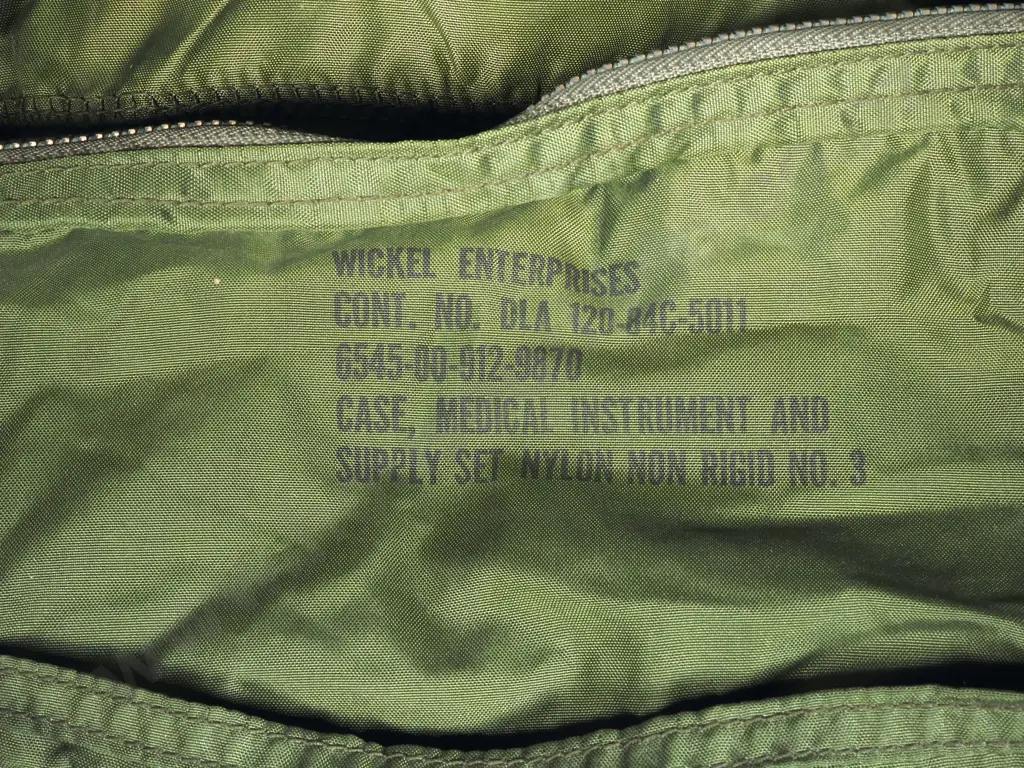 WICKEL ENTERPRISES
CONT. NO. DLA 120-84C-5011
6545-00-912-9870
CASE, MEDICAL INSTRUMENT AND
SUPPLY SET NYLON NON RIGID NO. 3